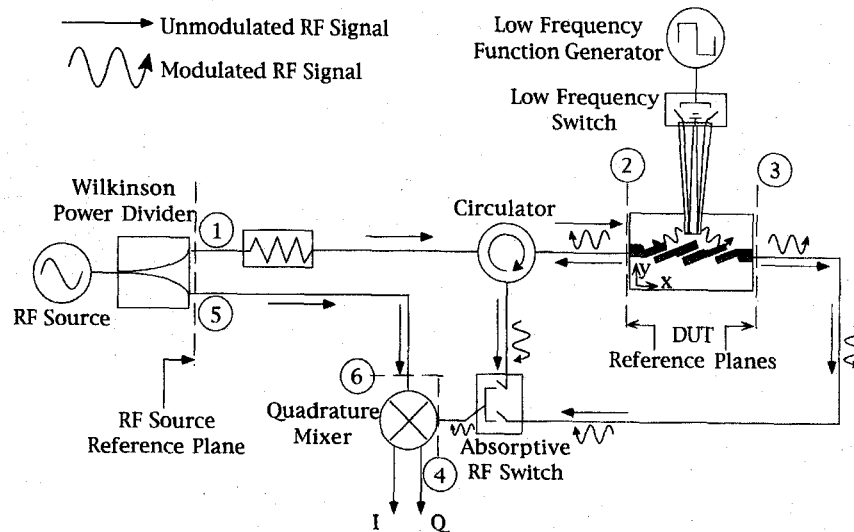 Unmodulated RF Signal
Modulated RF Signal
Low Frequency
Function Generator
Low Frequency
Switch
2
3
Wilkinson
Power Divider
1
Circulator
y
x
RF Source
5
DUT
Reference Planes
6
RF Source
Reference Plane
Quadrature
Mixer
4
Absorptive
RF Switch
I
Q